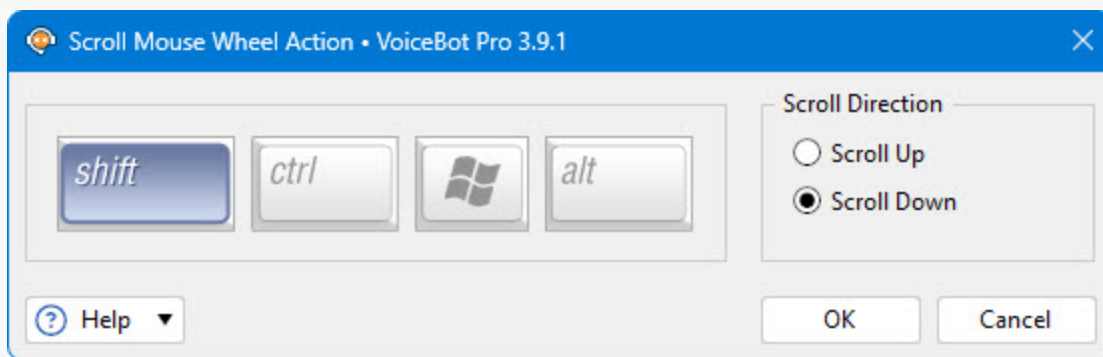 Scroll Mouse Wheel Action • VoiceBot Pro 3.9.1
shift
ctrl
alt
Scroll Direction
Scroll Up
Scroll Down
? Help
OK
Cancel